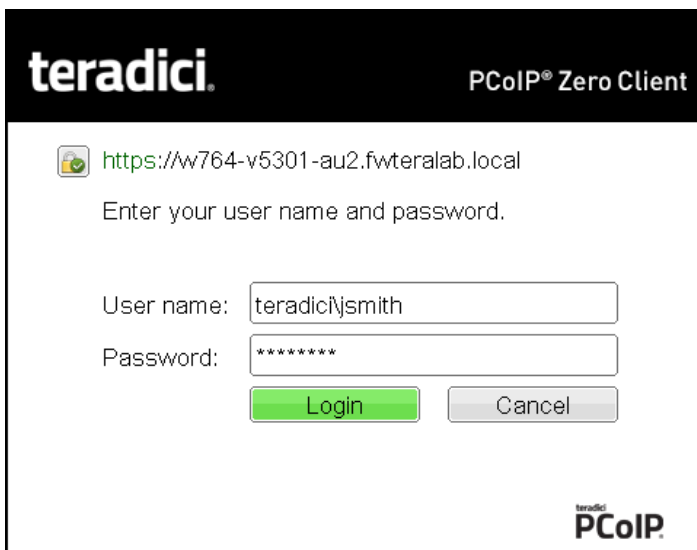 teradici.
PCoIP® Zero Client
https://w764-v5301-au2.fwteralab.local
Enter your user name and password.
User name: teradici\jsmith
Password: ********
Login Cancel
teradici
PCoIP.